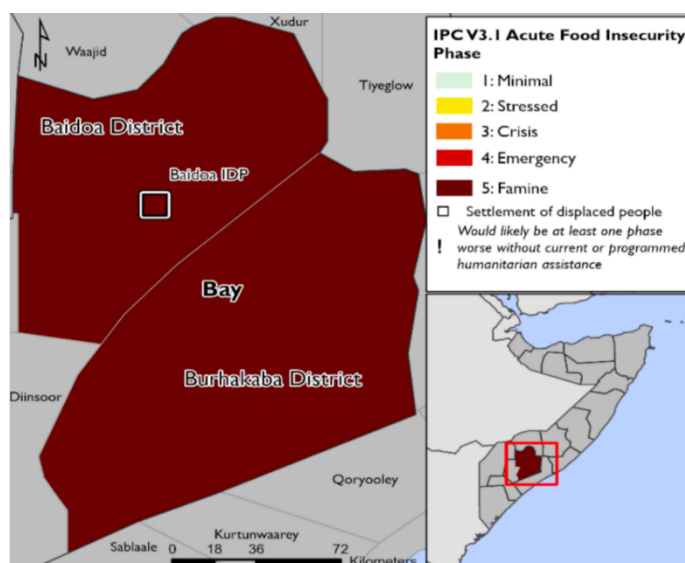 Xudur
Waajid
Tiyeglow
Baidoa District
Baidoa IDP
Bay
Burhakaba District
Diinsoor
Qoryooley
Kurtunwaarey
Sablaale
0 18 36 72
Kilometers
N
IPC V3.1 Acute Food Insecurity
Phase
1: Minimal
2: Stressed
3: Crisis
4: Emergency
5: Famine
Settlement of displaced people
Would likely be at least one phase
! worse without current or programmed
humanitarian assistance